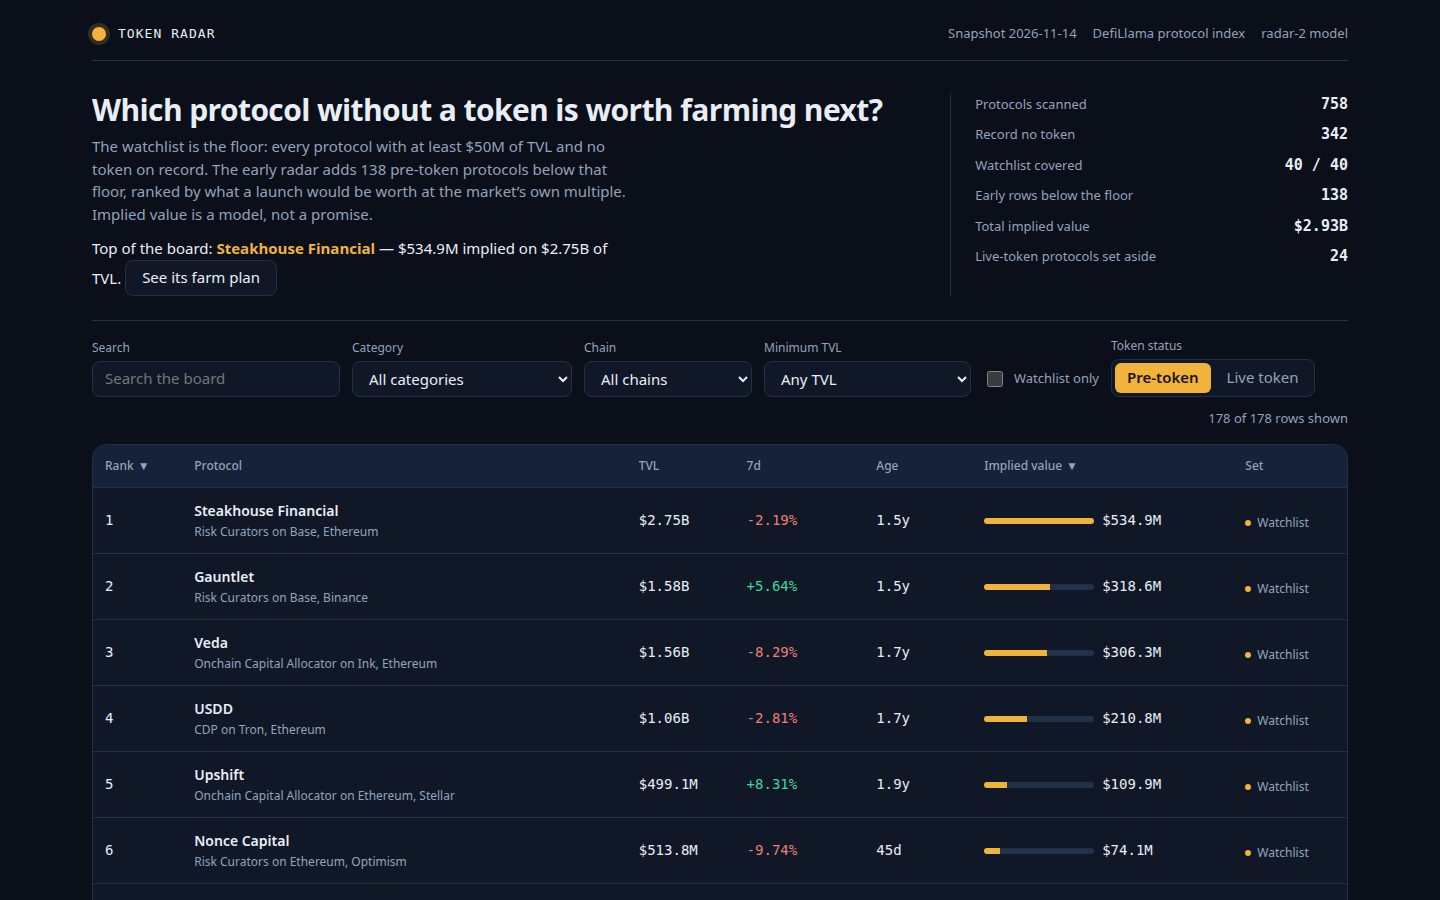 TOKEN RADAR
Snapshot 2026-11-14 DefiLlama protocol index radar-2 model
Which protocol without a token is worth farming next?
The watchlist is the floor: every protocol with at least $50M of TVL and no
token on record. The early radar adds 138 pre-token protocols below that
floor, ranked by what a launch would be worth at the market's own multiple.
Implied value is a model, not a promise.
Top of the board: Steakhouse Financial — $534.9M implied on $2.75B of
TVL. See its farm plan
Protocols scanned 758
Record no token 342
Watchlist covered 40 / 40
Early rows below the floor 138
Total implied value $2.93B
Live-token protocols set aside 24
Search Category Chain Minimum TVL Token status
Search the board All categories All chains Any TVL Watchlist only Pre-token Live token
178 of 178 rows shown
Rank ▼ Protocol TVL 7d Age Implied value ▼ Set
1 Steakhouse Financial $2.75B -2.19% 1.5y $534.9M Watchlist
Risk Curators on Base, Ethereum
2 Gauntlet $1.58B +5.64% 1.5y $318.6M Watchlist
Risk Curators on Base, Binance
3 Veda $1.56B -8.29% 1.7y $306.3M Watchlist
Onchain Capital Allocator on Ink, Ethereum
4 USDD $1.06B -2.81% 1.7y $210.8M Watchlist
CDP on Tron, Ethereum
5 Upshift $499.1M +8.31% 1.9y $109.9M Watchlist
Onchain Capital Allocator on Ethereum, Stellar
6 Nonce Capital $513.8M -9.74% 45d $74.1M Watchlist
Risk Curators on Ethereum, Optimism